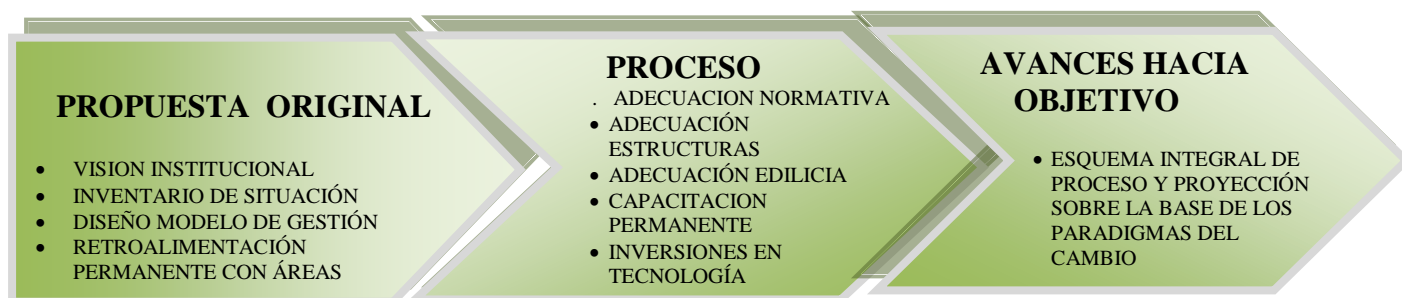 PROPUESTA ORIGINAL
• VISION INSTITUCIONAL
• INVENTARIO DE SITUACIÓN
• DISEÑO MODELO DE GESTIÓN
• RETROALIMENTACIÓN
PERMANENTE CON ÁREAS
PROCESO
. ADECUACION NORMATIVA
• ADECUACIÓN
ESTRUCTURAS
• ADECUACIÓN EDILICIA
• CAPACITACION
PERMANENTE
• INVERSIONES EN
TECNOLOGÍA
AVANCES HACIA
OBJETIVO
• ESQUEMA INTEGRAL DE
PROCESO Y PROYECCIÓN
SOBRE LA BASE DE LOS
PARADIGMAS DEL
CAMBIO